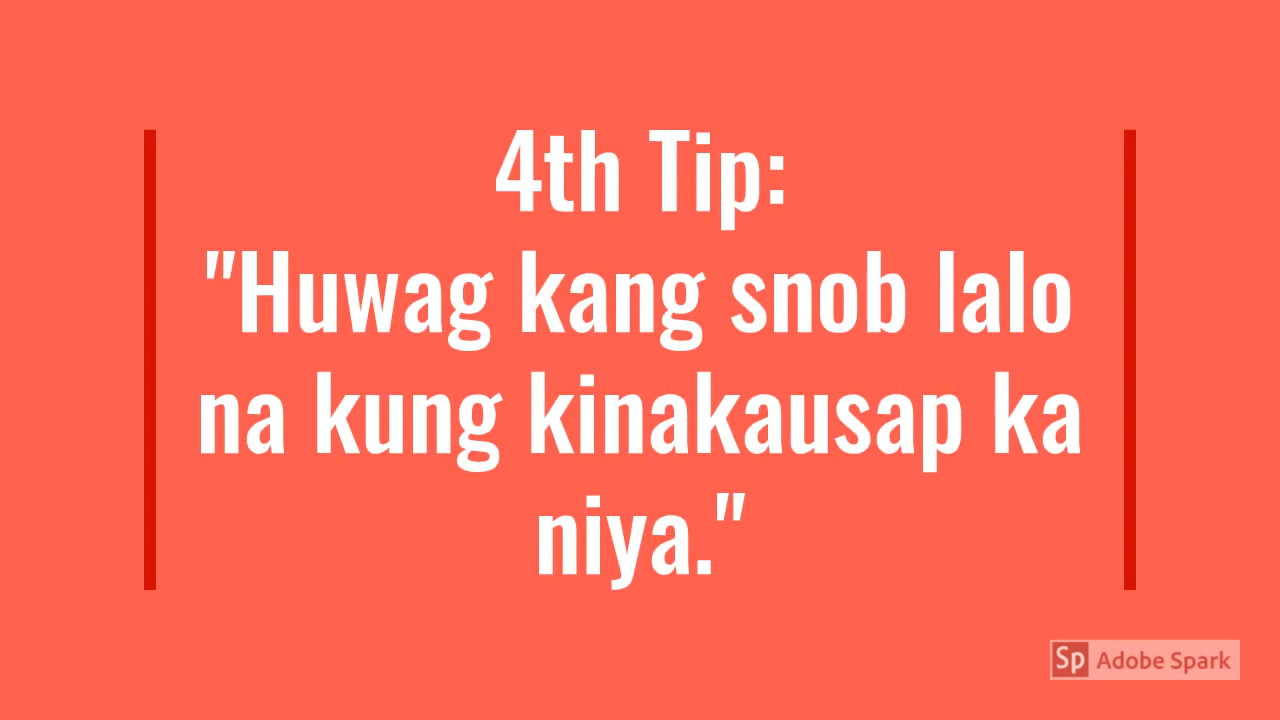 4th Tip:
"Huwag kang snob lalo
na kung kinakausap ka
niya."
Sp Adobe Spark